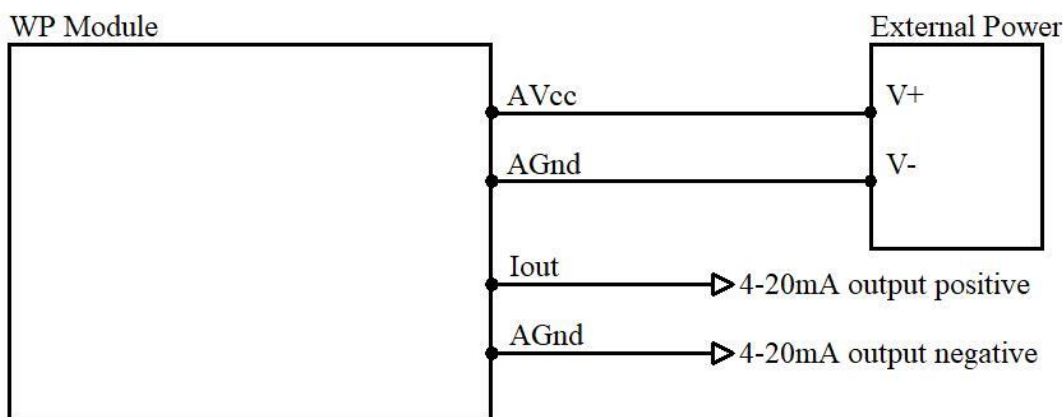 WP Module
External Power
AVcc
V+
AGnd
V-
Iout
4-20mA output positive
AGnd
4-20mA output negative